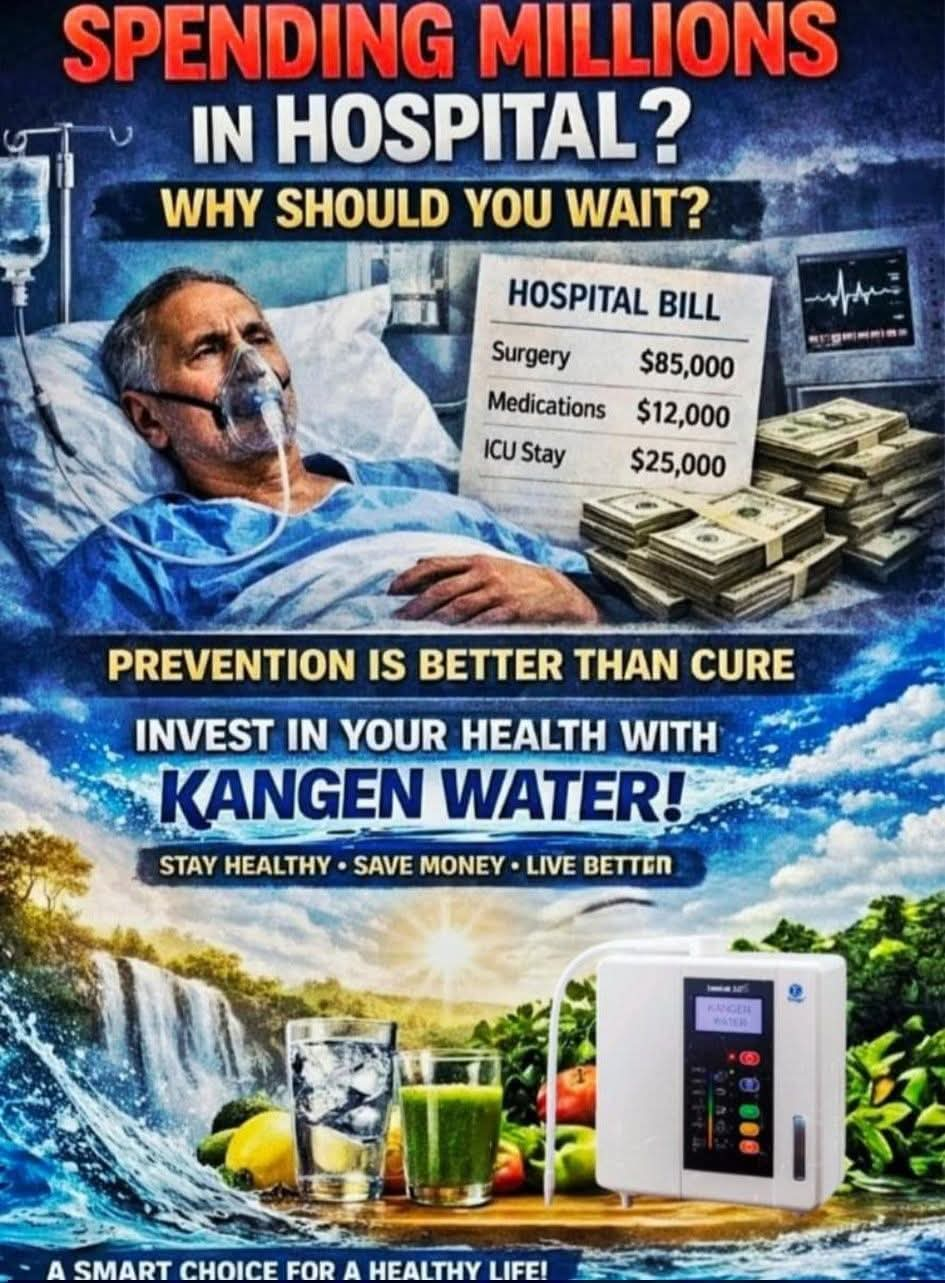 SPENDING MILLIONS
IN HOSPITAL?
WHY SHOULD YOU WAIT?
HOSPITAL BILL
Surgery $85,000
Medications $12,000
ICU Stay $25,000
PREVENTION IS BETTER THAN CURE
INVEST IN YOUR HEALTH WITH
KANGEN WATER!
STAY HEALTHY • SAVE MONEY • LIVE BETTER
KANGEN
WATER
A SMART CHOICE FOR A HEALTHY LIFE!